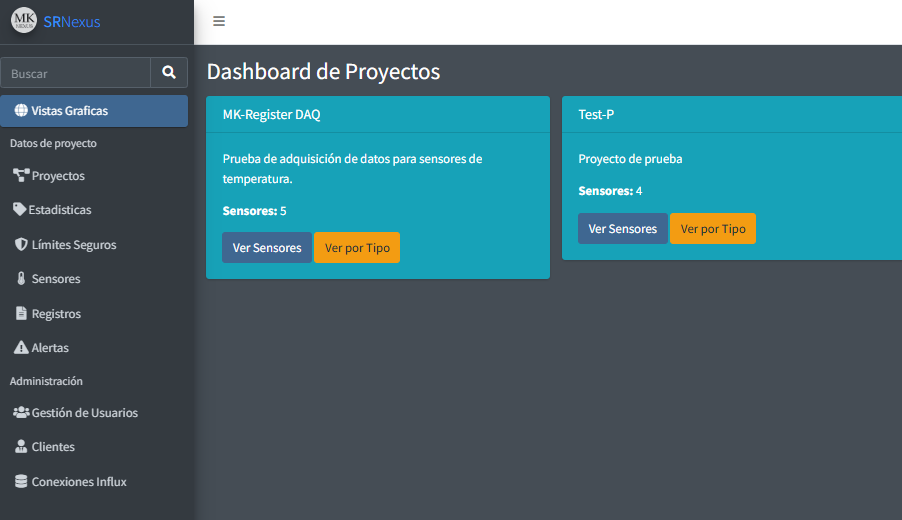 MK
NEXUS
SRNexus
Buscar
Vistas Graficas
Datos de proyecto
Proyectos
Estadisticas
Límites Seguros
Sensores
Registros
Alertas
Administración
Gestión de Usuarios
Clientes
Conexiones Influx
Dashboard de Proyectos
MK-Register DAQ
Prueba de adquisición de datos para sensores de
temperatura.
Sensores: 5
Ver Sensores Ver por Tipo
Test-P
Proyecto de prueba
Sensores: 4
Ver Sensores Ver por Tipo